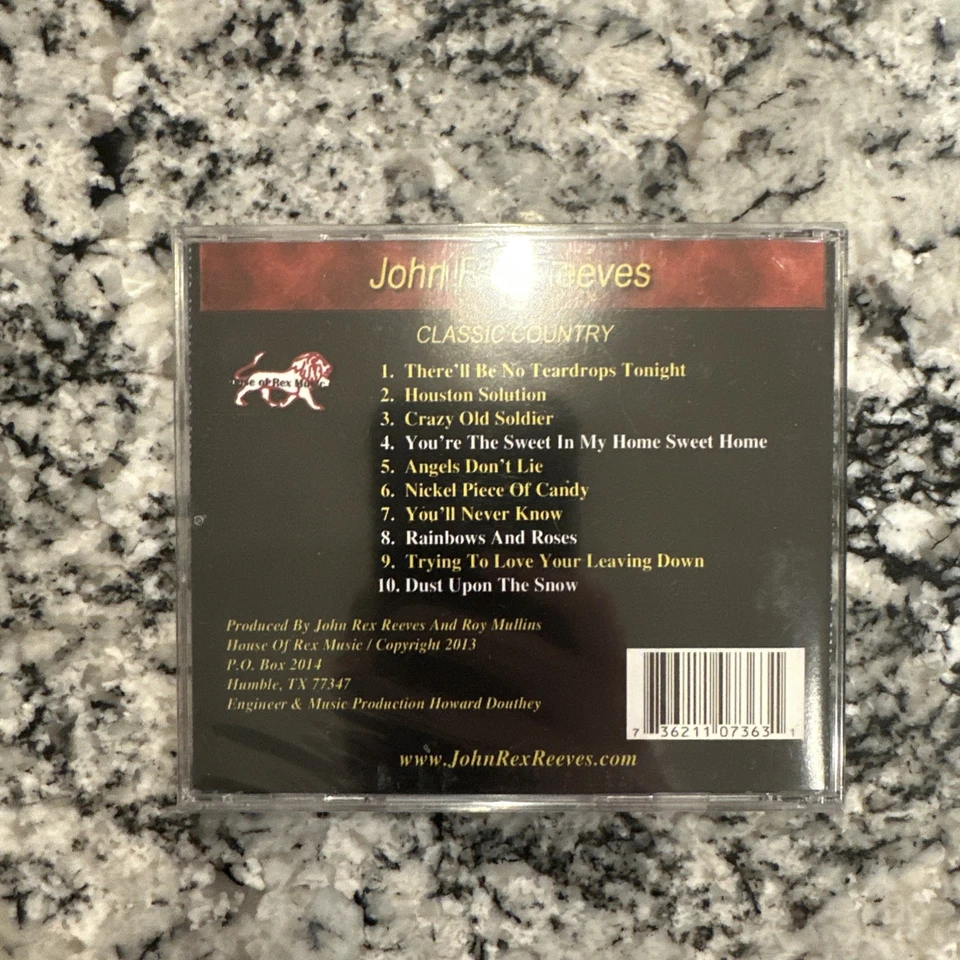 John Reeves
CLASSIC COUNTRY
of Rex Music
1. There'll Be No Teardrops Tonight
2. Houston Solution
3. Crazy Old Soldier
4. You're The Sweet In My Home Sweet Home
5. Angels Don't Lie
6. Nickel Piece Of Candy
7. You'll Never Know
8. Rainbows And Roses
9. Trying To Love Your Leaving Down
10. Dust Upon The Snow
Produced By John Rex Reeves And Roy Mullins
House Of Rex Music / Copyright 2013
P.O. Box 2014
Humble, TX 77347
Engineer & Music Production Howard Douthey
7 36211 07363 1
www.JohnRexReeves.com